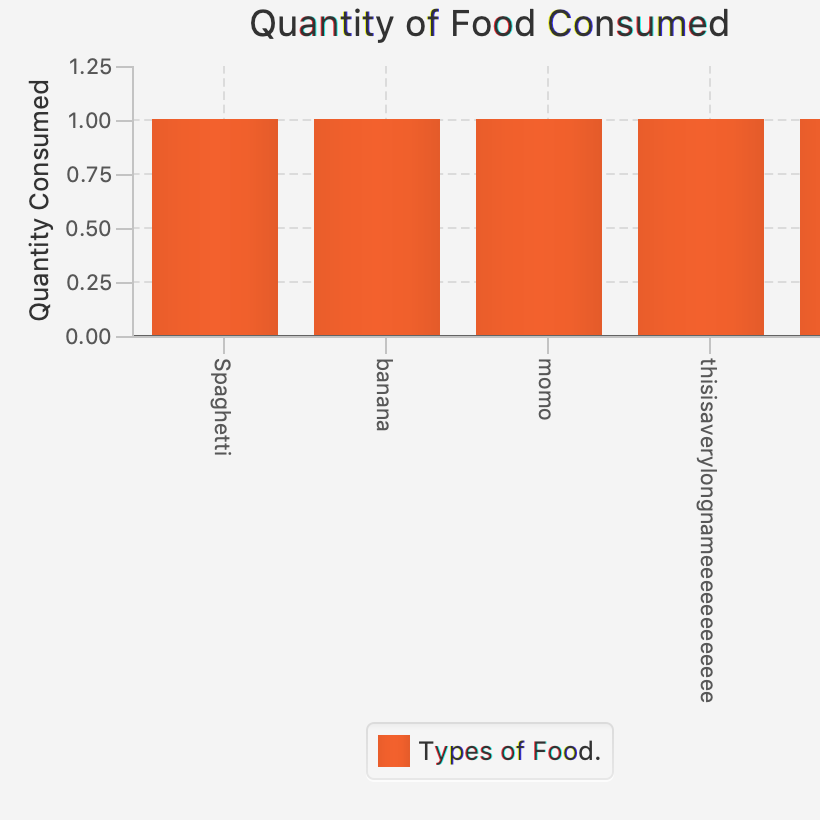 Quantity of Food Consumed
Quantity Consumed
1.25
1.00
0.75
0.50
0.25
0.00
Spaghetti
banana
momo
thisisaverylongnameeeeeeeeeeeee
Types of Food.